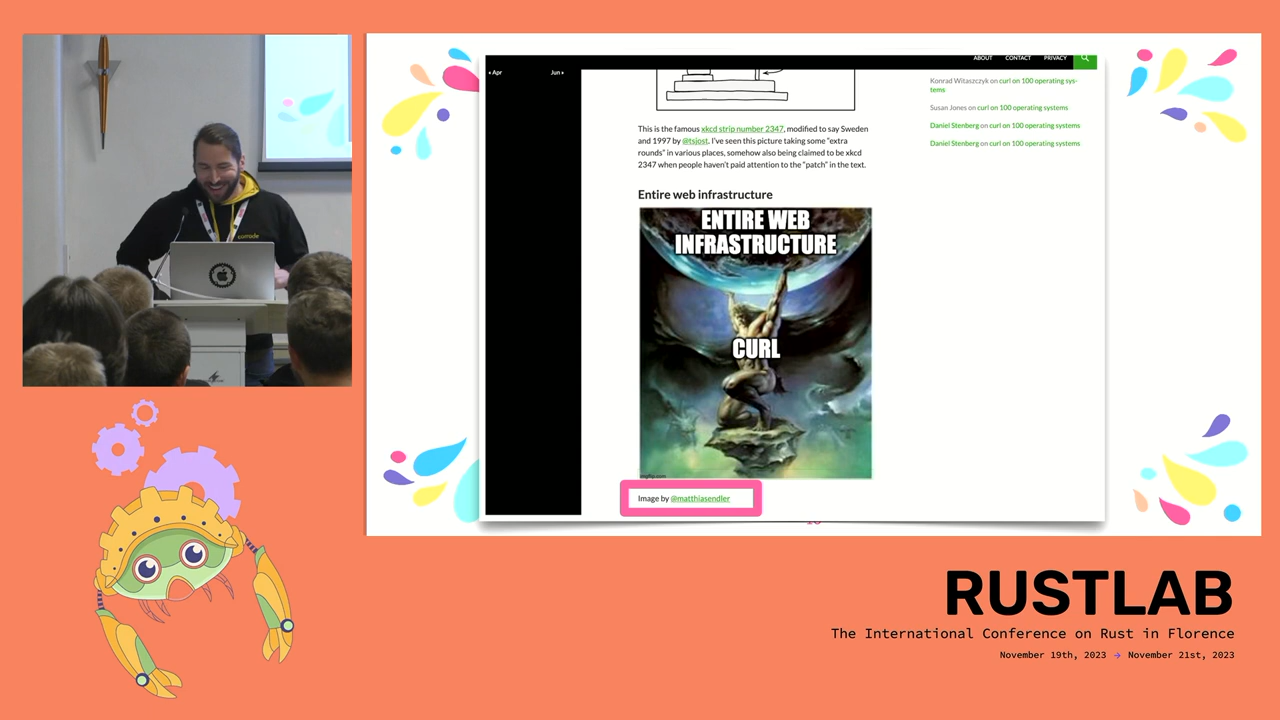 corrode
ABOUT CONTACT PRIVACY
« Apr Jun »
This is the famous xkcd strip number 2347, modified to say Sweden
and 1997 by @tsjost. I've seen this picture taking some "extra
rounds" in various places, somehow also being claimed to be xkcd
2347 when people haven't paid attention to the "patch" in the text.
Entire web infrastructure
ENTIRE WEB
INFRASTRUCTURE
CURL
imgflip.com
Image by @matthiasendler
Konrad Witaszczyk on curl on 100 operating sys-
tems
Susan Jones on curl on 100 operating systems
Daniel Stenberg on curl on 100 operating systems
Daniel Stenberg on curl on 100 operating systems
RUSTLAB
The International Conference on Rust in Florence
November 19th, 2023 → November 21st, 2023